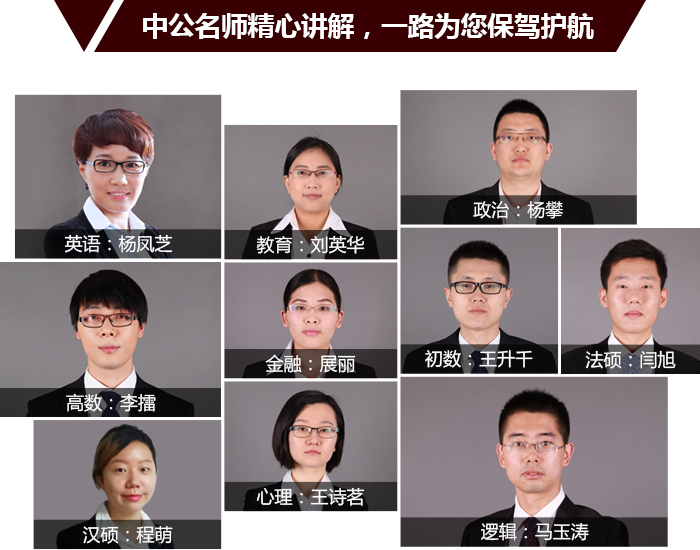 中公名师精心讲解，一路为您保驾护航
英语：杨凤芝
教育：刘英华
政治：杨攀
高数：李擂
金融：展丽
初数：王升千
法硕：闫旭
汉硕：程萌
心理：王诗茗
逻辑：马玉涛